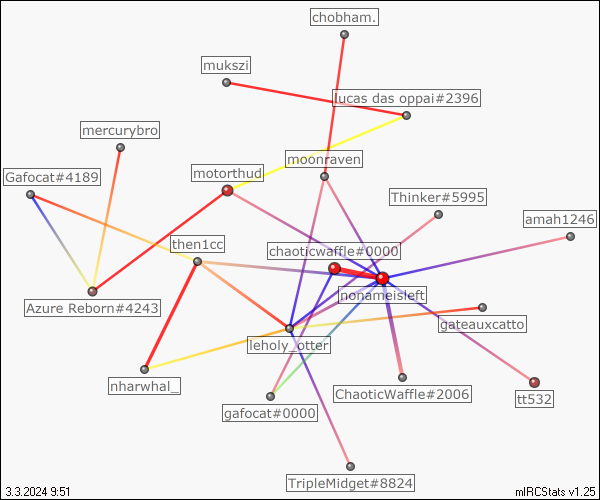 chobham.
mukszi
lucas das oppai#2396
mercurybro
moonraven
Gafocat#4189
motorthud
Thinker#5995
amah1246
then1cc
chaoticwaffle#0000
nonameisleft
Azure Reborn#4243
gateauxcatto
leholy_otter
nharwhal_
ChaoticWaffle#2006
tt532
gafocat#0000
TripleMidget#8824
3.3.2024 9:51
mIRCStats v1.25